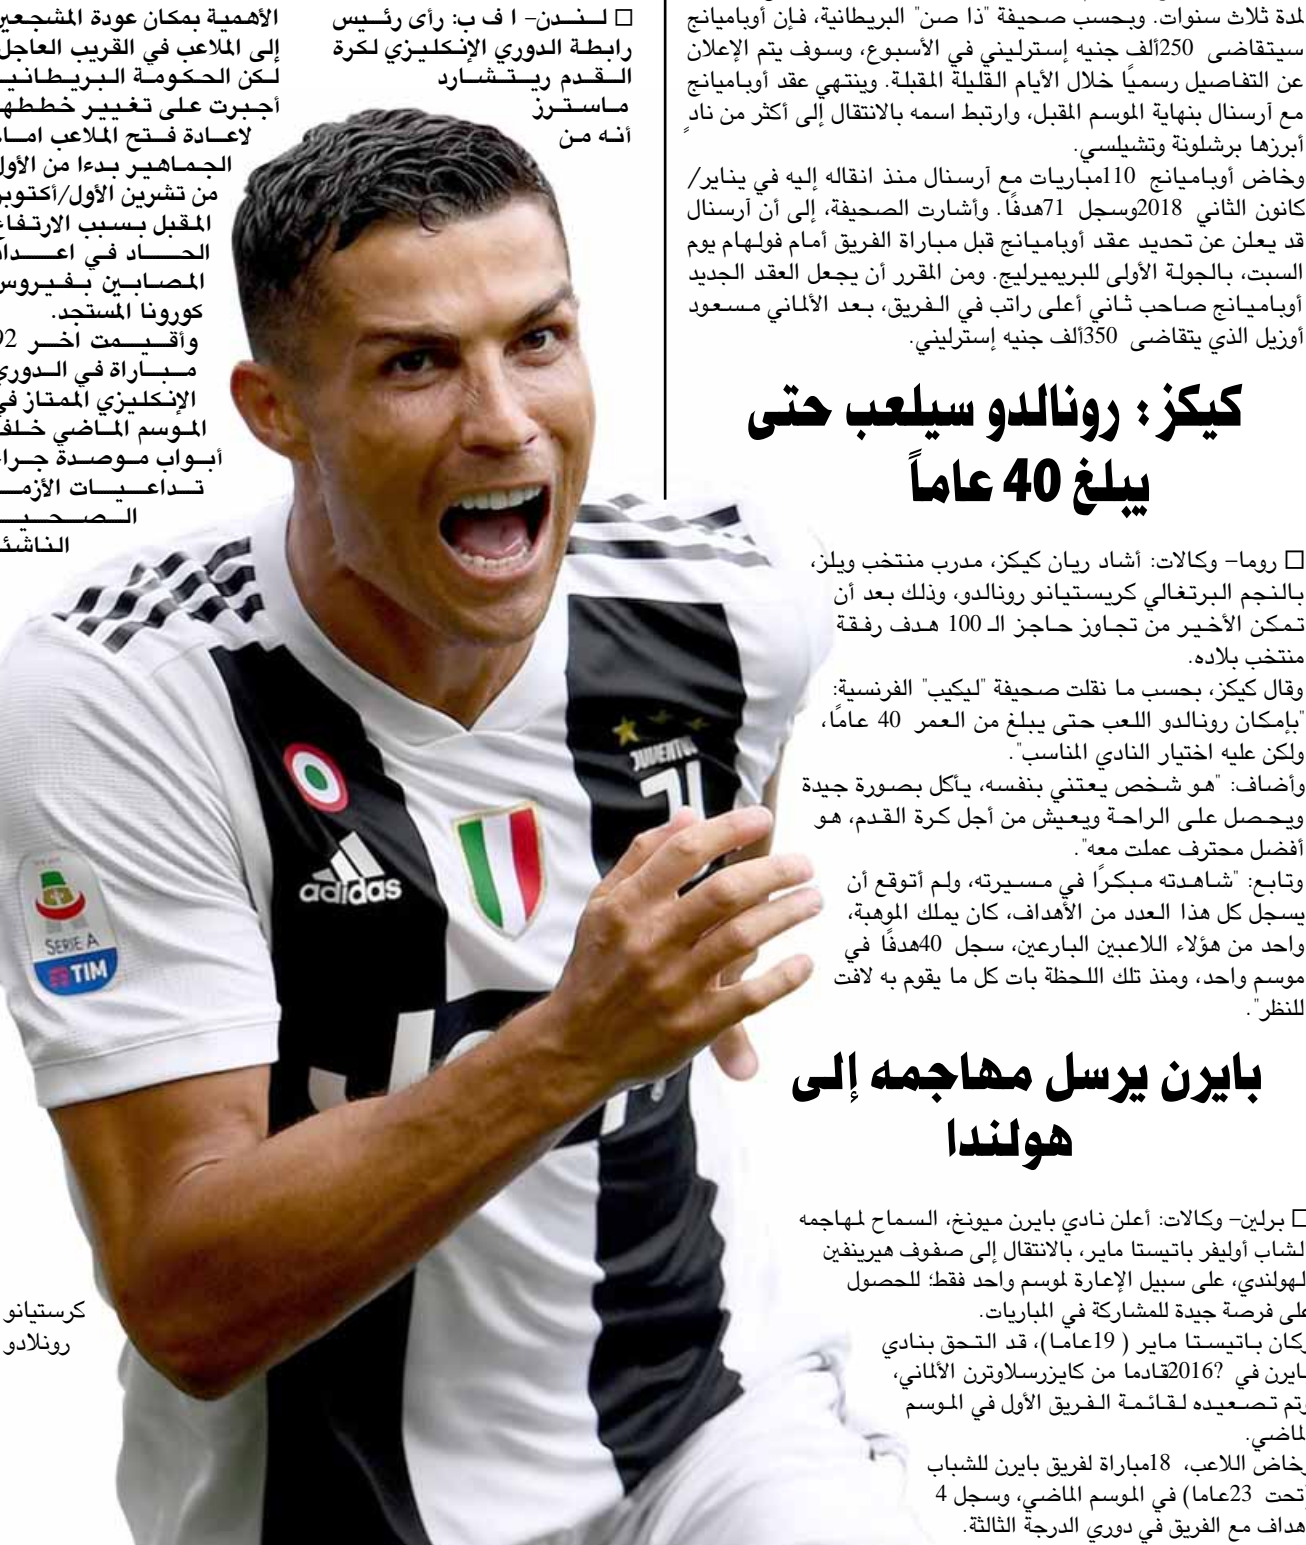 لمدة ثلاث سنوات. وبحسب صحيفة "ذا صن" البريطانية، فإن أوباميانج
سيتقاضى 250ألف جنيه إسترليني في الأسبوع، وسوف يتم الإعلان
عن التفاصيل رسميًا خلال الأيام القليلة المقبلة. وينتهي عقد أوباميانج
مع آرسنال بنهاية الموسم المقبل، وارتبط اسمه بالانتقال إلى أكثر من نادٍ
أبرزها برشلونة وتشيلسي.
وخاض أوباميانج 110مباريات مع آرسنال منذ انقاله إليه في يناير/
كانون الثاني 2018وسجل 71هدفًا. وأشارت الصحيفة، إلى أن آرسنال
قد يعلن عن تحديد عقد أوباميانج قبل مباراة الفريق أمام فولهام يوم
السبت، بالجولة الأولى للبريميرليج. ومن المقرر أن يجعل العقد الجديد
أوباميانج صاحب ثاني أعلى راتب في الفريق، بعد الألماني مسعود
أوزيل الذي يتقاضى 350ألف جنيه إسترليني.
كيكز: رونالدو سيلعب حتى
يبلغ 40 عاماً
□ روما– وكالات: أشاد ريان كيكز، مدرب منتخب ويلز،
بالنجم البرتغالي كريستيانو رونالدو، وذلك بعد أن
تمكن الأخير من تجاوز حاجز الـ 100 هدف رفقة
منتخب بلاده.
وقال كيكز، بحسب ما نقلت صحيفة "ليكيب" الفرنسية:
"بإمكان رونالدو اللعب حتى يبلغ من العمر 40 عامًا،
ولكن عليه اختيار النادي المناسب".
وأضاف: "هو شخص يعتني بنفسه، يأكل بصورة جيدة
ويحصل على الراحة ويعيش من أجل كرة القدم، هو
أفضل محترف عملت معه".
وتابع: "شاهدته مبكرًا في مسيرته، ولم أتوقع أن
يسجل كل هذا العدد من الأهداف، كان يملك الموهبة،
واحد من هؤلاء اللاعبين البارعين، سجل 40هدفًا في
موسم واحد، ومنذ تلك اللحظة بات كل ما يقوم به لافت
للنظر".
بايرن يرسل مهاجمه إلى
هولندا
□ برلين– وكالات: أعلن نادي بايرن ميونخ، السماح لمهاجمه
الشاب أوليفر باتيستا ماير، بالانتقال إلى صفوف هيرينفين
الهولندي، على سبيل الإعارة لموسم واحد فقط؛ للحصول
على فرصة جيدة للمشاركة في المباريات.
وكان باتيستا ماير ( 19عاما)، قد التحق بنادي
بايرن في ?2016قادما من كايزرسلاوترن الألماني،
وتم تصعيده لقائمة الفريق الأول في الموسم
الماضي.
وخاض اللاعب، 18مباراة لفريق بايرن للشباب
(تحت 23عاما) في الموسم الماضي، وسجل 4
أهداف مع الفريق في دوري الدرجة الثالثة.
□ لندن– ا ف ب: رأى رئيس
رابطة الدوري الإنكليزي لكرة
القدم ريتشارد
ماسترز
أنه من
الأهمية بمكان عودة المشجعين
إلى الملاعب في القريب العاجل
لكن الحكومة البريطانية
أجبرت على تغيير خططها
لاعادة فتح الملاعب امام
الجماهير بدءا من الأول
من تشرين الأول/أكتوبر
المقبل بسبب الارتفاع
الحاد في اعداد
المصابين بفيروس
كورونا المستجد.
وأقيمت آخر 92
مباراة في الدوري
الإنكليزي الممتاز في
الموسم الماضي خلف
أبواب موصدة جراء
تداعيات الأزمة
الصحية
الناشئة
JUVENTUS
adidas
SERIE A
TIM
كرستيانو
رونلادو